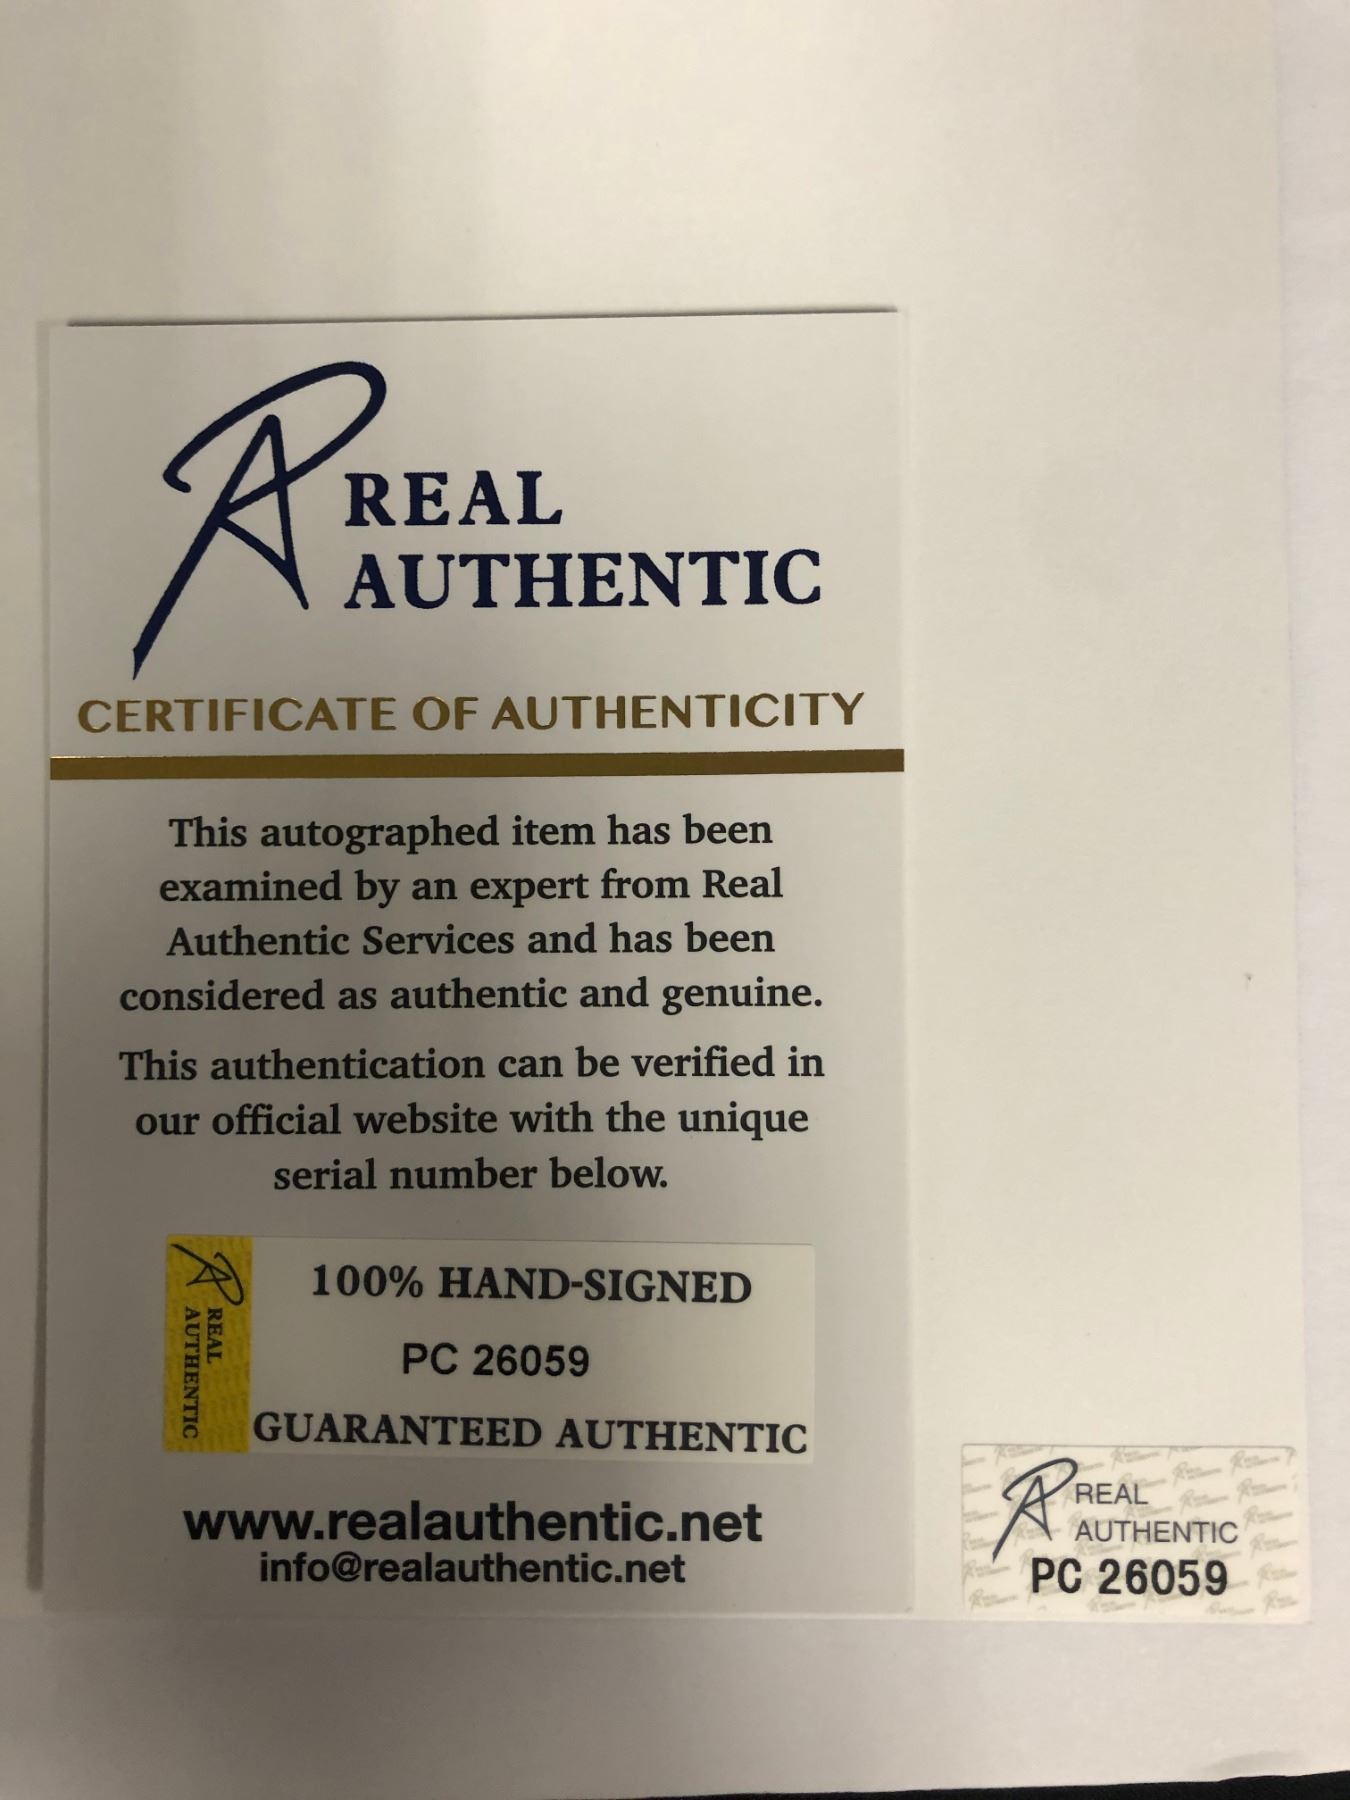 REAL
AUTHENTIC
CERTIFICATE OF AUTHENTICITY
This autographed item has been
examined by an expert from Real
Authentic Services and has been
considered as authentic and genuine.
This authentication can be verified in
our official website with the unique
serial number below.
REAL
AUTHENTIC
100% HAND-SIGNED
PC 26059
GUARANTEED AUTHENTIC
www.realauthentic.net
info@realauthentic.net
REAL
AUTHENTIC
PC 26059